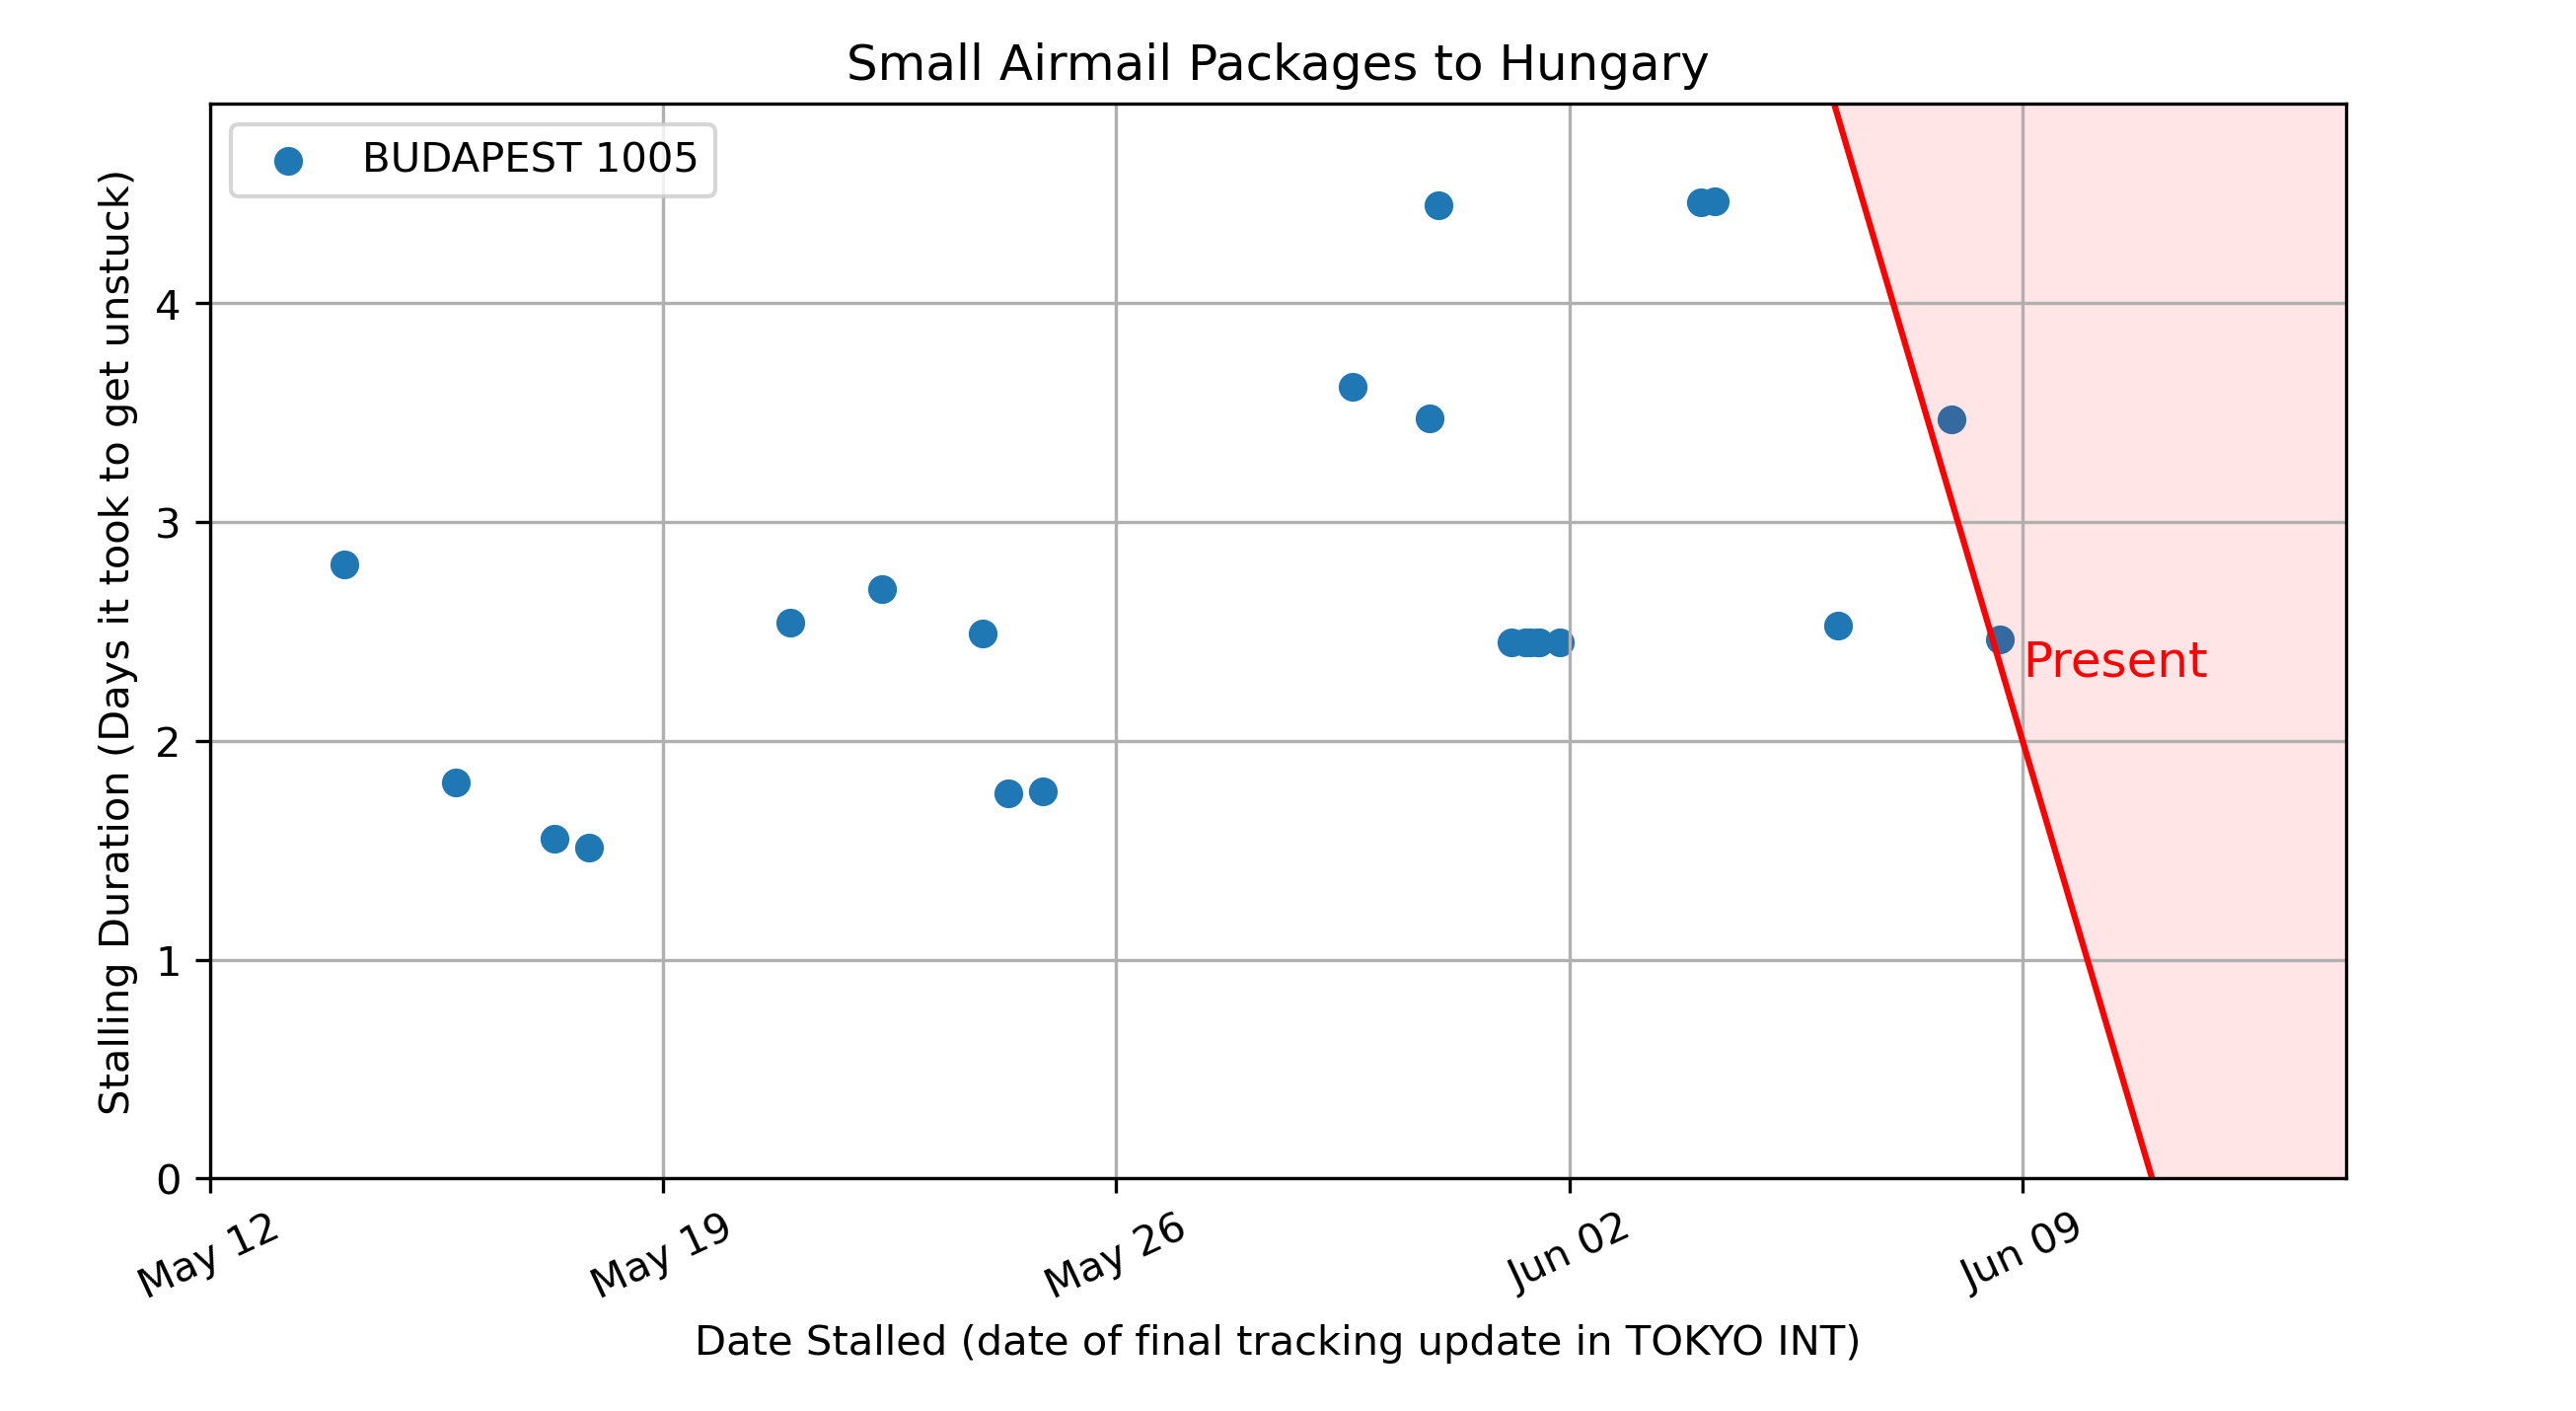 Small Airmail Packages to Hungary
BUDAPEST 1005
Stalling Duration (Days it took to get unstuck)
4
3
2
1
0
Present
May 12
May 19
May 26
Jun 02
Jun 09
Date Stalled (date of final tracking update in TOKYO INT)